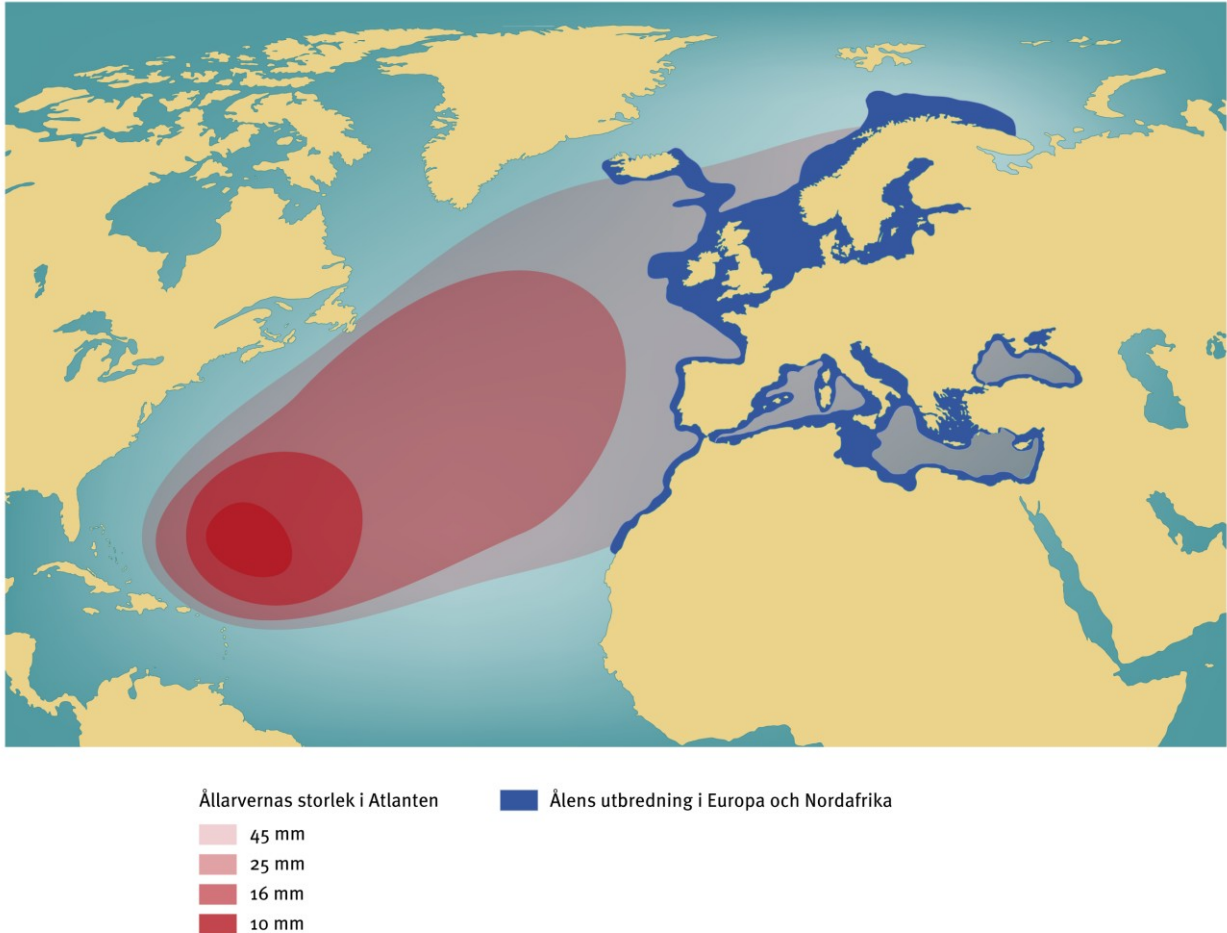 Ållarvernas storlek i Atlanten
45 mm
25 mm
16 mm
10 mm
Ålens utbredning i Europa och Nordafrika